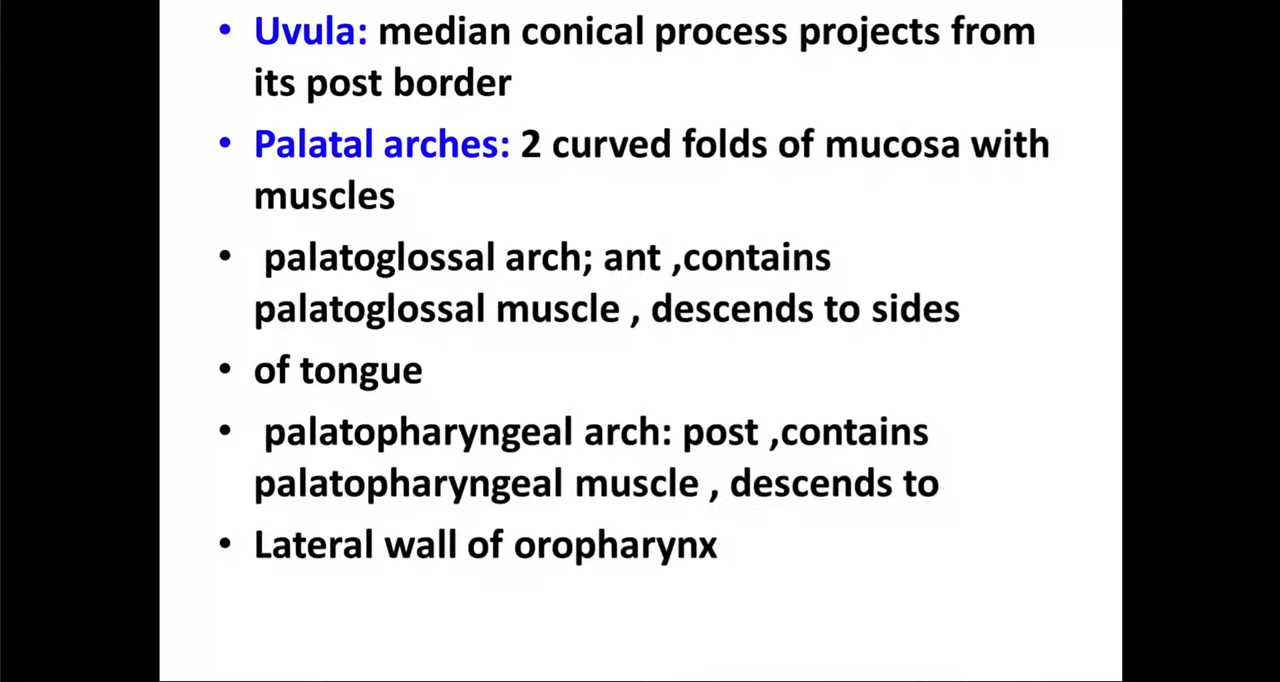 • Uvula: median conical process projects from
its post border
• Palatal arches: 2 curved folds of mucosa with
muscles
• palatoglossal arch; ant ,contains
palatoglossal muscle , descends to sides
• of tongue
• palatopharyngeal arch: post ,contains
palatopharyngeal muscle , descends to
• Lateral wall of oropharynx